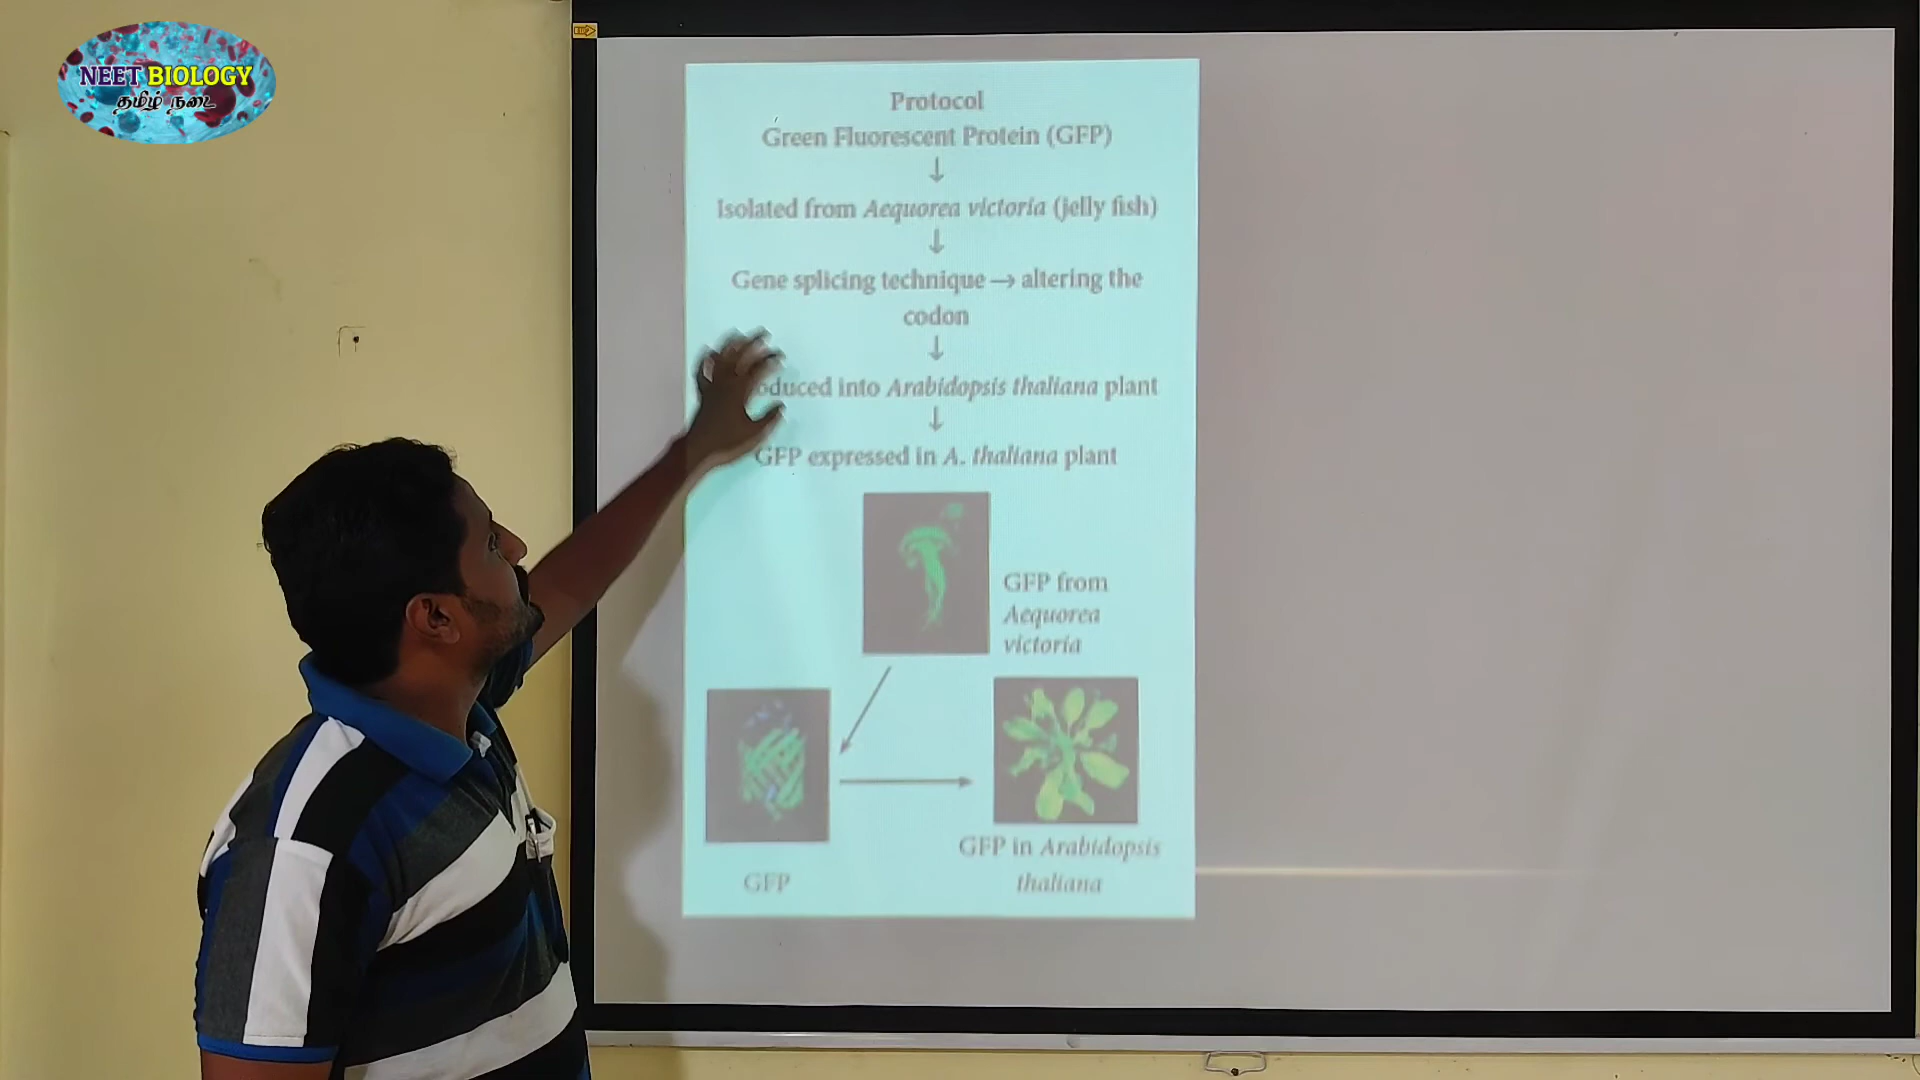 NEET BIOLOGY
தமிழ் நடை
Protocol
Green Fluorescent Protein (GFP)
↓
Isolated from Aequorea victoria (jelly fish)
↓
Gene splicing technique → altering the
codon
↓
oduced into Arabidopsis thaliana plant
↓
GFP expressed in A. thaliana plant
GFP from
Aequorea
victoria
GFP
GFP in Arabidopsis
thaliana